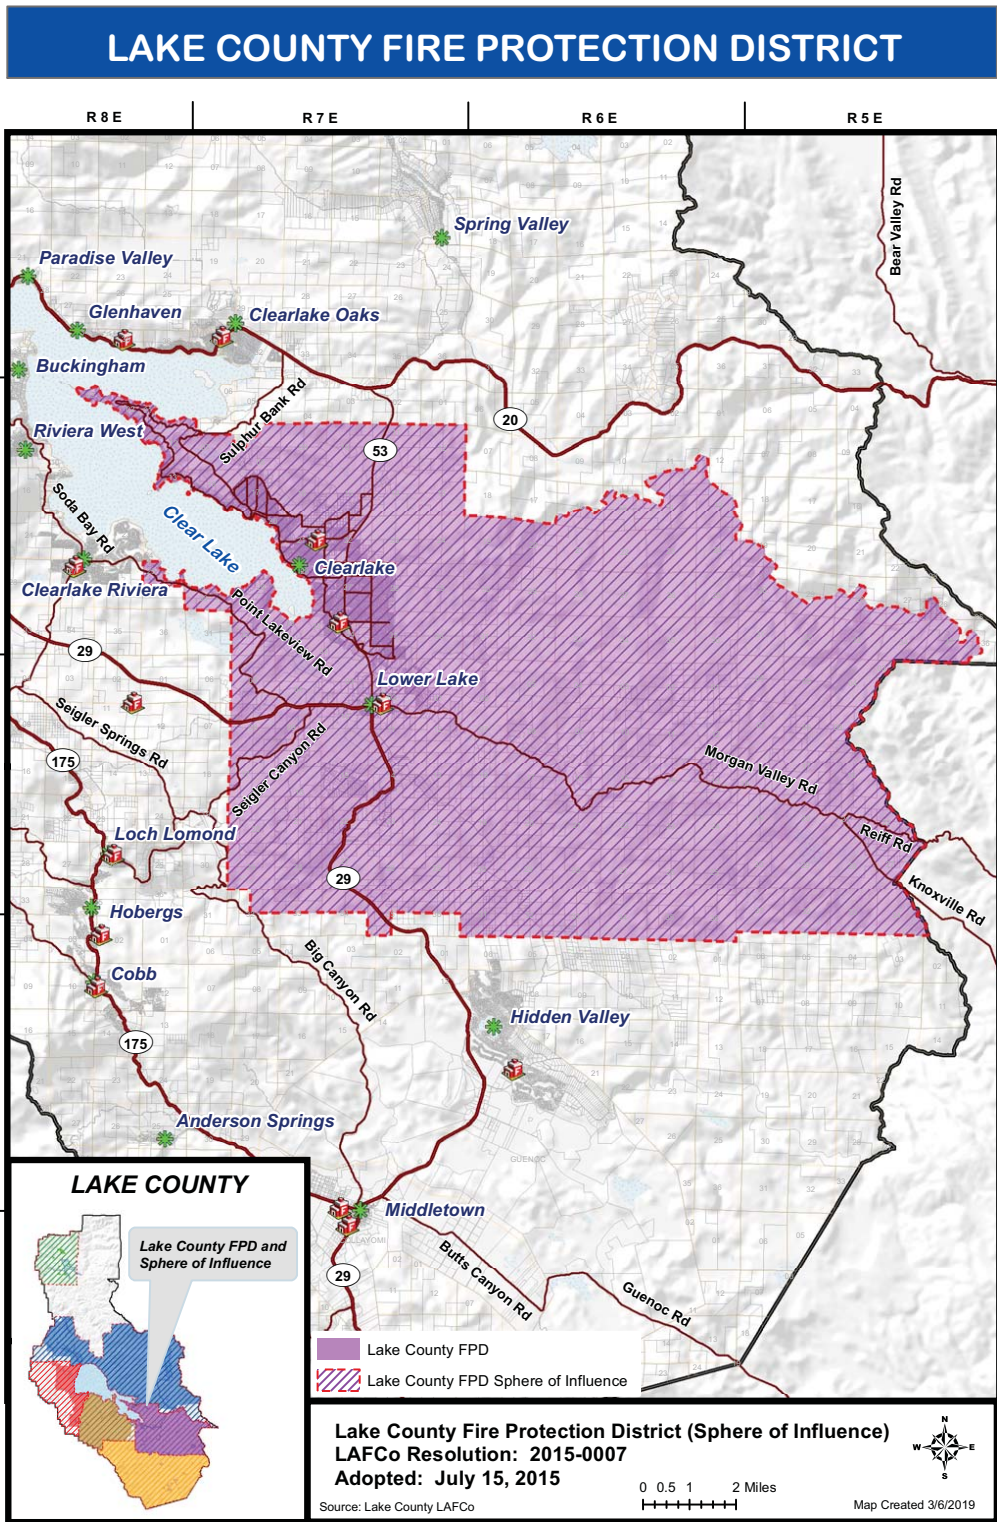 LAKE COUNTY FIRE PROTECTION DISTRICT
R 8 E
R 7 E
R 6 E
R 5 E
Bear Valley Rd
Spring Valley
Paradise Valley
Glenhaven
Clearlake Oaks
Buckingham
Sulphur Bank Rd
20
Riviera West
53
Soda Bay Rd
Clear Lake
Clearlake
Clearlake Riviera
Point Lakeview Rd
29
Lower Lake
Seigler Springs Rd
Seigler Canyon Rd
175
Morgan Valley Rd
Loch Lomond
Reiff Rd
29
Knoxville Rd
Hobergs
Big Canyon Rd
Cobb
Hidden Valley
175
Anderson Springs
GUENOC
Middletown
Butts Canyon Rd
29
Guenoc Rd
LAKE COUNTY
Lake County FPD and
Sphere of Influence
Lake County FPD
Lake County FPD Sphere of Influence
Lake County Fire Protection District (Sphere of Influence)
LAFCo Resolution: 2015-0007
Adopted: July 15, 2015
Source: Lake County LAFCo
0 0.5 1 2 Miles
N
W E
S
Map Created 3/6/2019